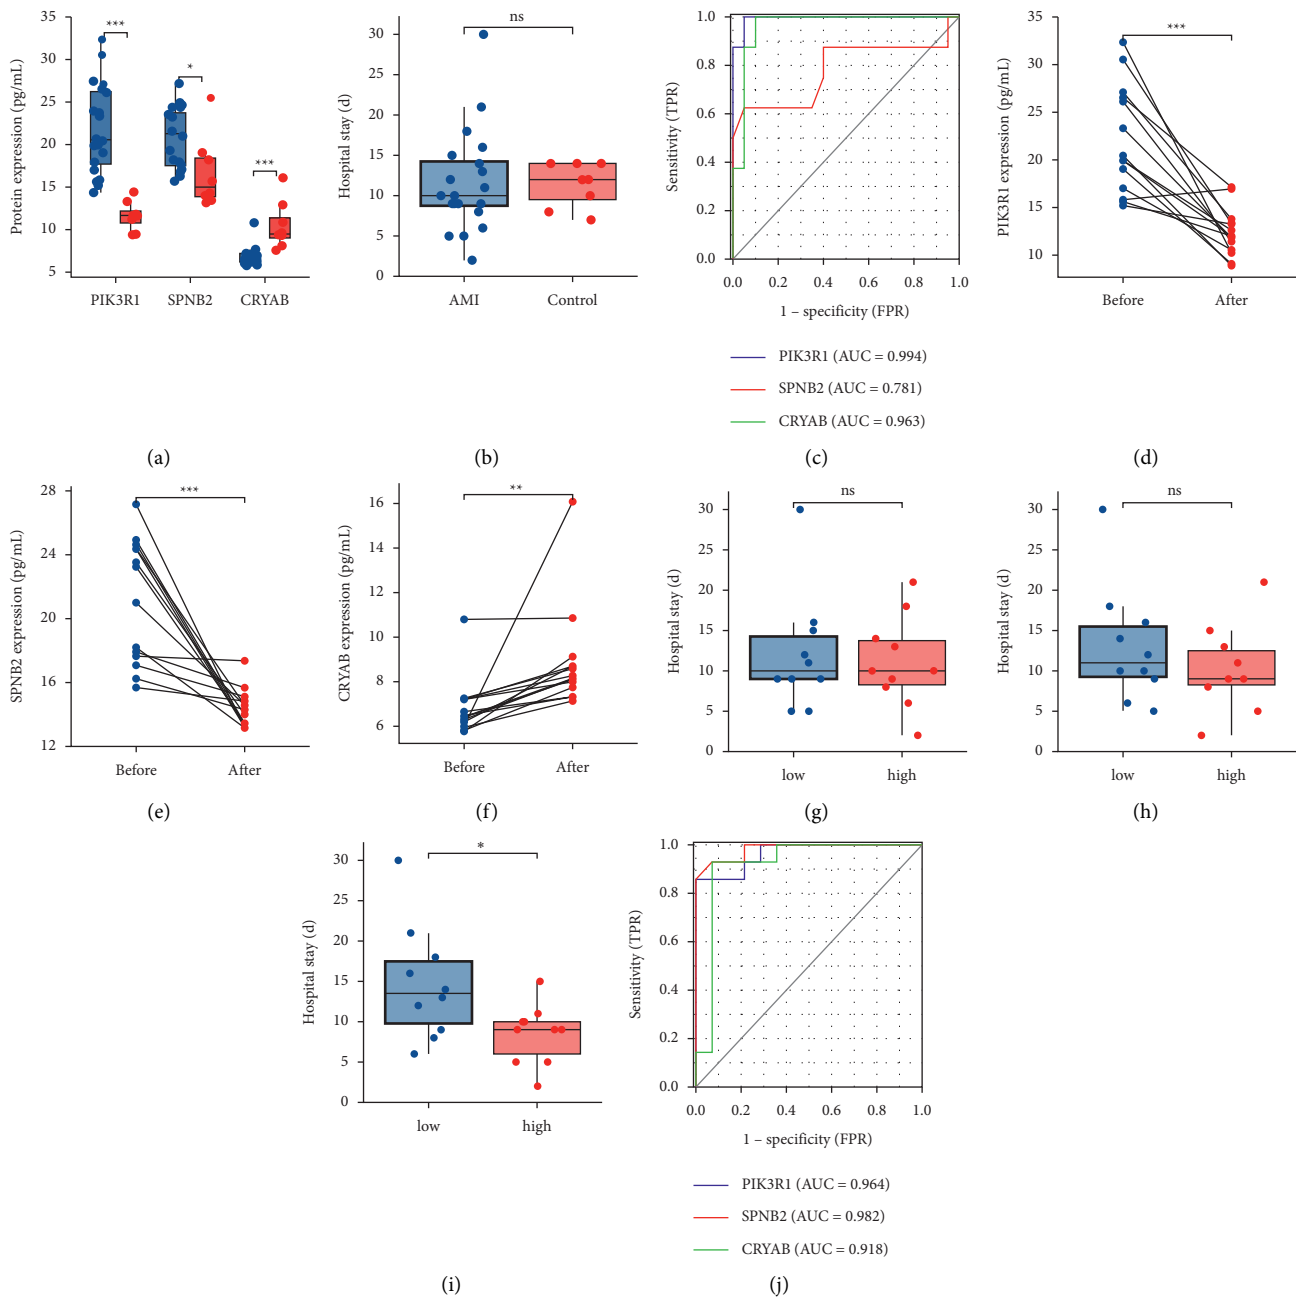 35
30
25
20
15
10
5
Protein expression (pg/mL)
***
*
***
PIK3R1
SPNB2
CRYAB
(a)
30
25
20
15
10
5
0
Hospital stay (d)
ns
AMI
Control
(b)
1.0
0.8
0.6
0.4
0.2
0.0
Sensitivity (TPR)
0.0 0.2 0.4 0.6 0.8 1.0
1 – specificity (FPR)
PIK3R1 (AUC = 0.994)
SPNB2 (AUC = 0.781)
CRYAB (AUC = 0.963)
(c)
35
30
25
20
15
10
PIK3R1 expression (pg/mL)
***
Before
After
(d)
28
24
20
16
12
SPNB2 expression (pg/mL)
***
Before
After
(e)
16
14
12
10
8
6
CRYAB expression (pg/mL)
**
Before
After
(f)
30
25
20
15
10
5
0
Hospital stay (d)
ns
low
high
(g)
30
25
20
15
10
5
0
Hospital stay (d)
ns
low
high
(h)
30
25
20
15
10
5
0
Hospital stay (d)
*
low
high
(i)
1.0
0.8
0.6
0.4
0.2
0.0
Sensitivity (TPR)
0.0 0.2 0.4 0.6 0.8 1.0
1 – specificity (FPR)
PIK3R1 (AUC = 0.964)
SPNB2 (AUC = 0.982)
CRYAB (AUC = 0.918)
(j)